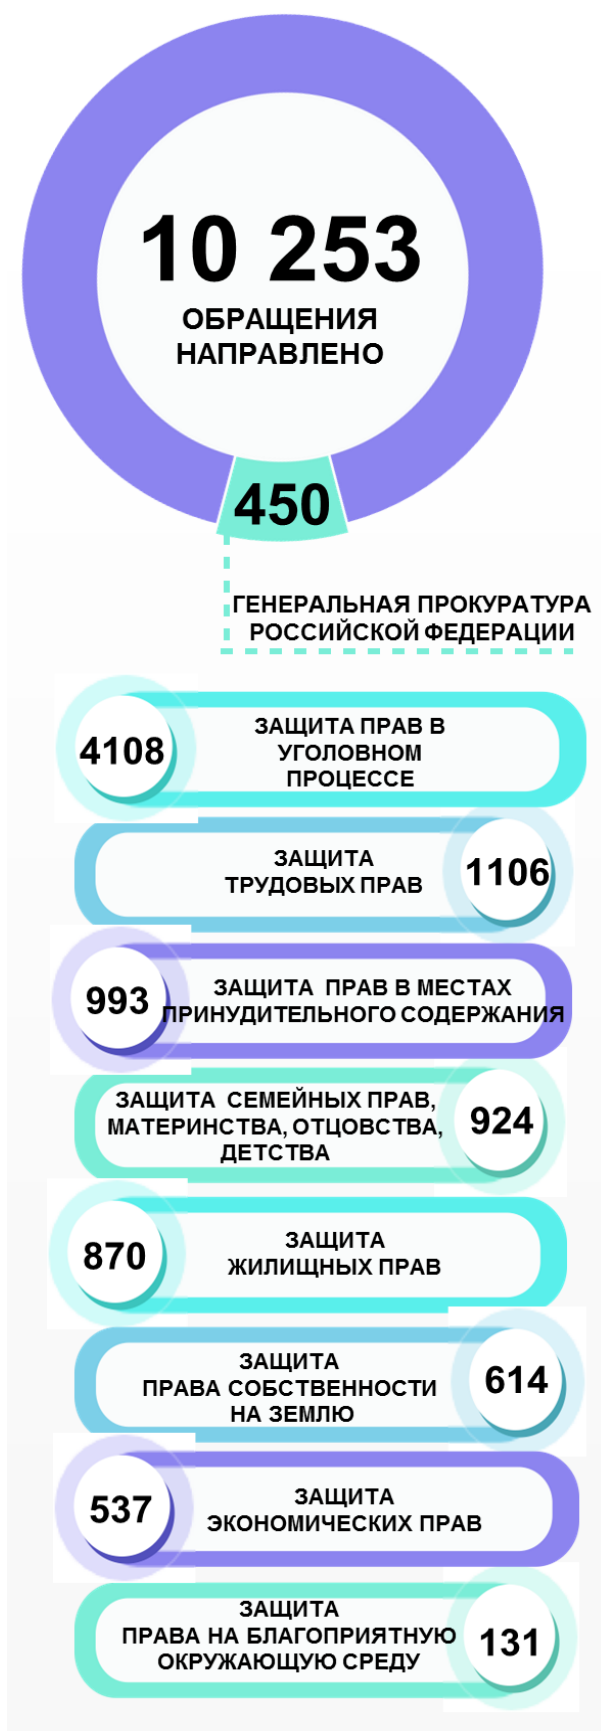 10 253
ОБРАЩЕНИЯ
НАПРАВЛЕНО
450
ГЕНЕРАЛЬНАЯ ПРОКУРАТУРА
РОССИЙСКОЙ ФЕДЕРАЦИИ
4108
ЗАЩИТА ПРАВ В
УГОЛОВНОМ
ПРОЦЕССЕ
ЗАЩИТА
ТРУДОВЫХ ПРАВ
1106
993
ЗАЩИТА ПРАВ В МЕСТАХ
ПРИНУДИТЕЛЬНОГО СОДЕРЖАНИЯ
ЗАЩИТА СЕМЕЙНЫХ ПРАВ,
МАТЕРИНСТВА, ОТЦОВСТВА,
ДЕТСТВА
924
870
ЗАЩИТА
ЖИЛИЩНЫХ ПРАВ
ЗАЩИТА
ПРАВА СОБСТВЕННОСТИ
НА ЗЕМЛЮ
614
537
ЗАЩИТА
ЭКОНОМИЧЕСКИХ ПРАВ
ЗАЩИТА
ПРАВА НА БЛАГОПРИЯТНУЮ
ОКРУЖАЮЩУЮ СРЕДУ
131